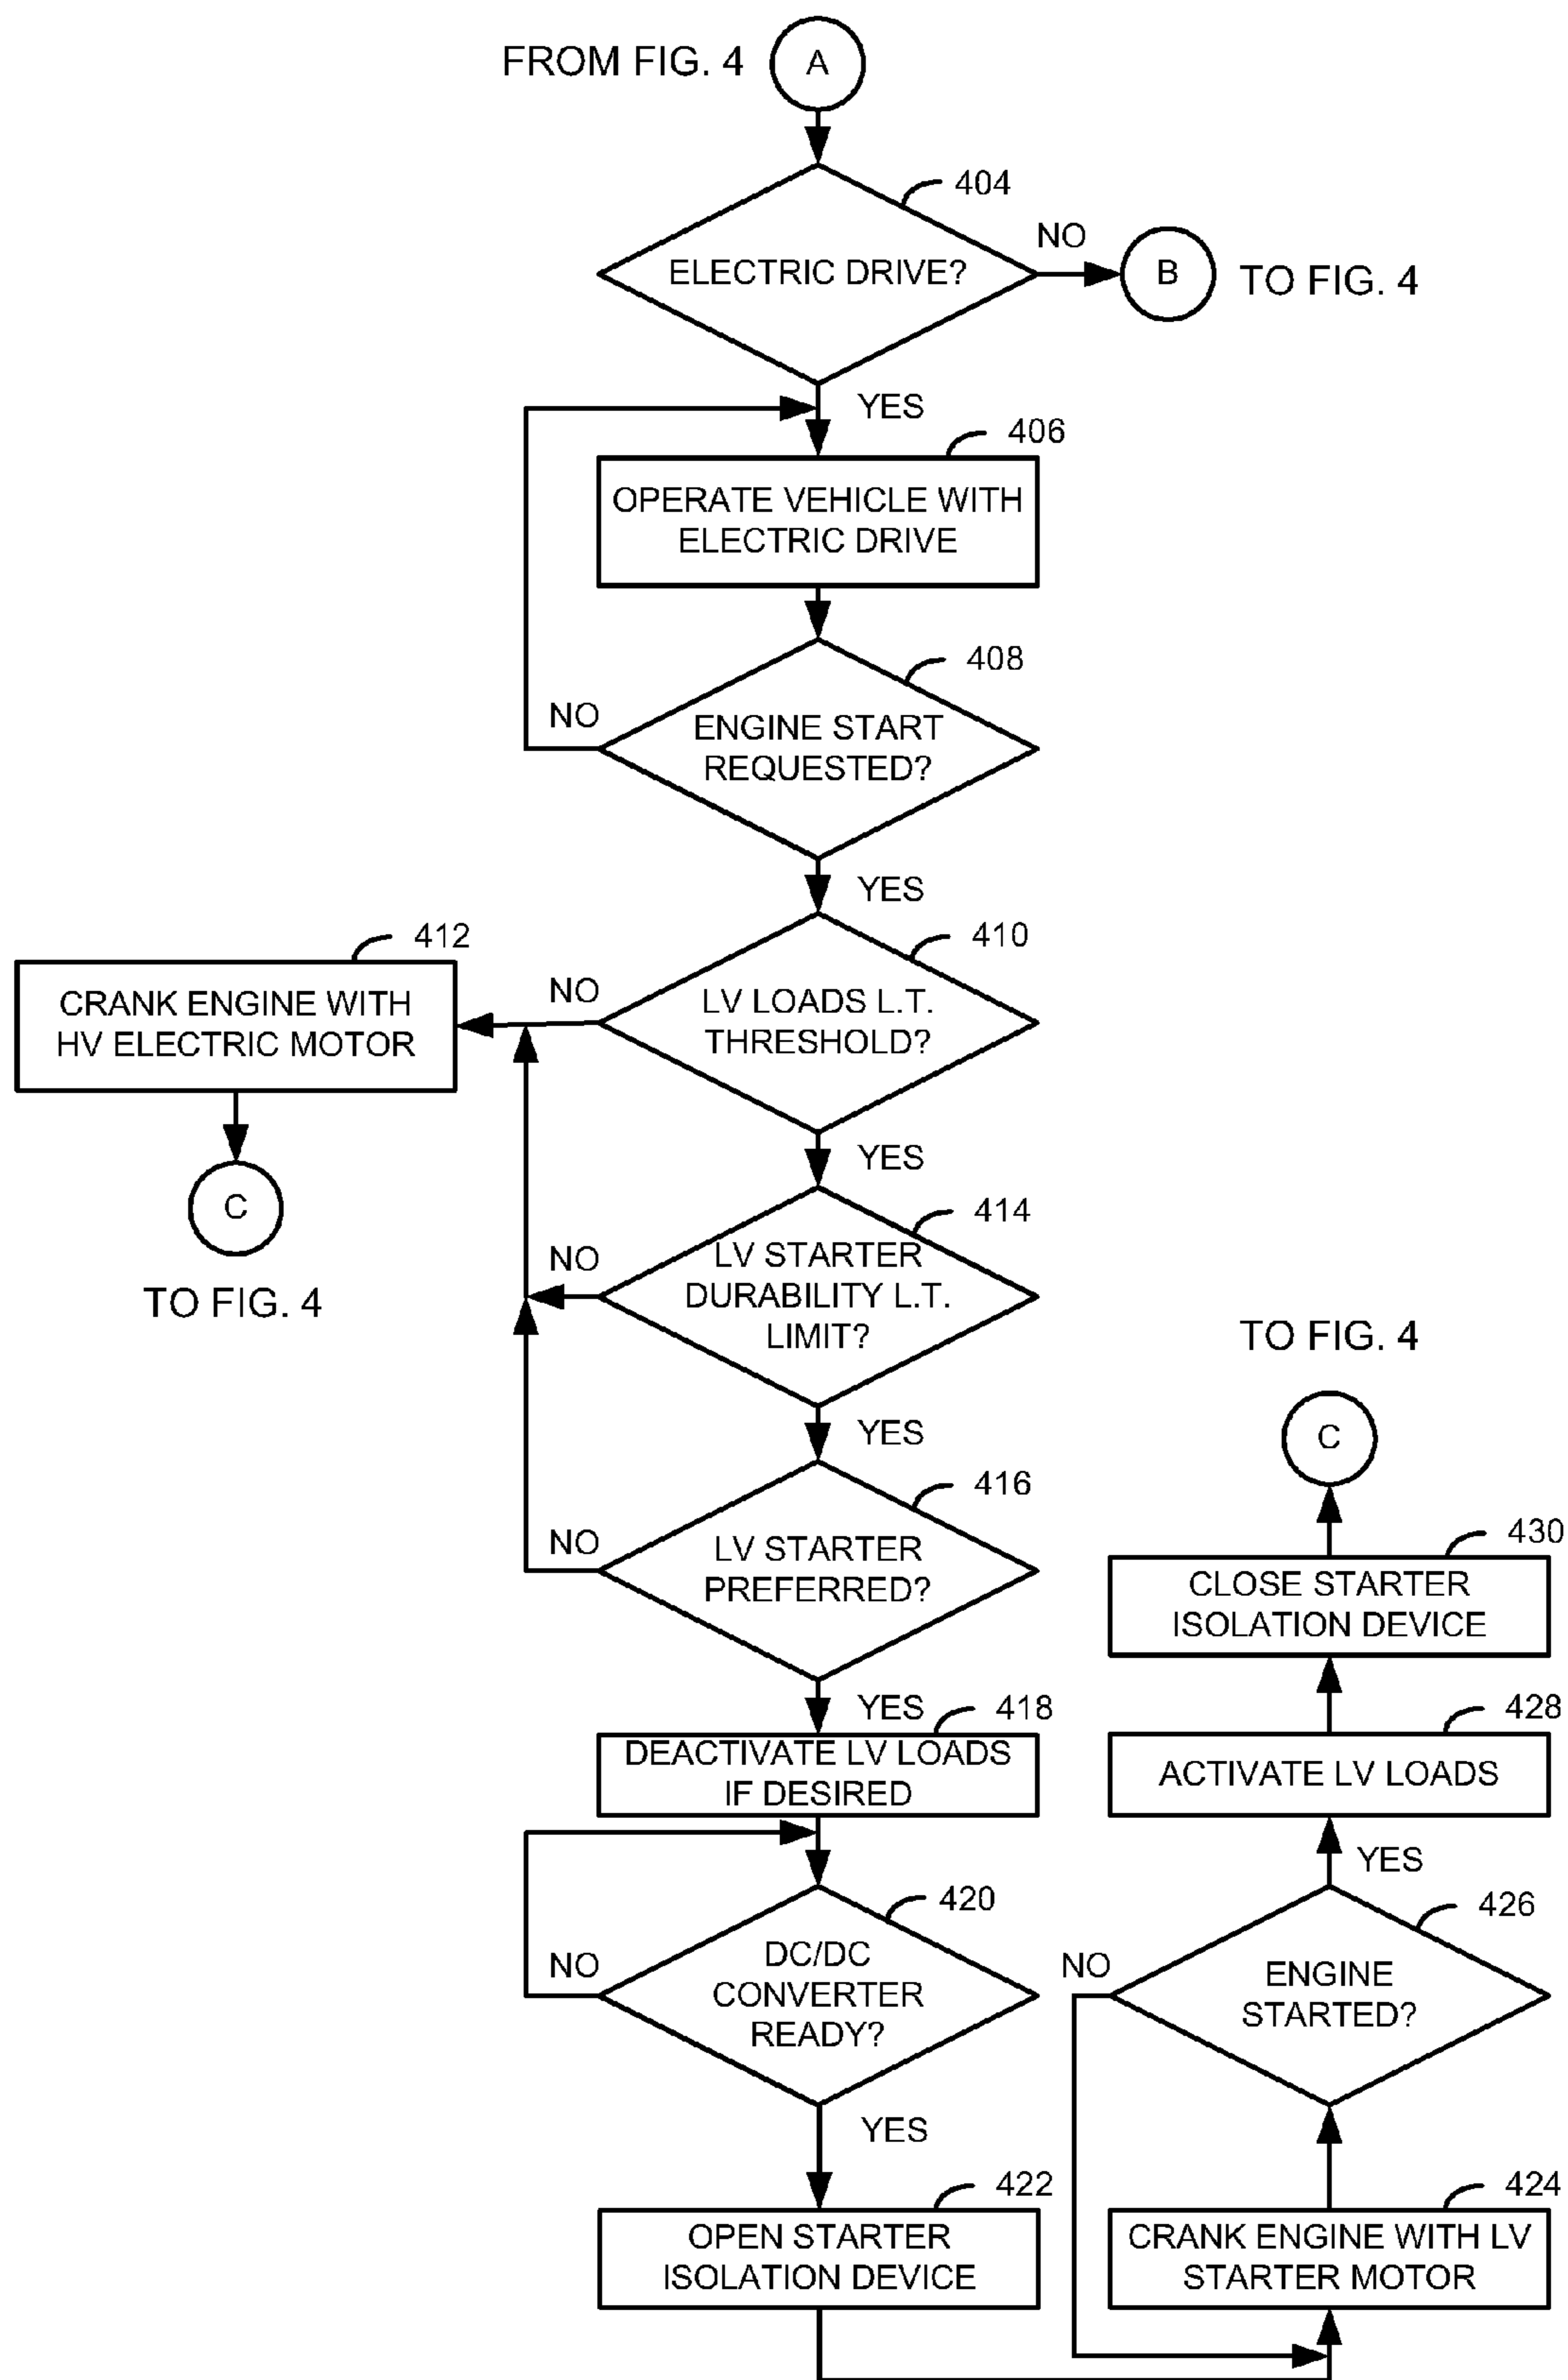 FROM FIG. 4
A
404
ELECTRIC DRIVE?
NO
B
TO FIG. 4
YES
406
OPERATE VEHICLE WITH
ELECTRIC DRIVE
408
ENGINE START
REQUESTED?
NO
YES
410
LV LOADS L.T.
THRESHOLD?
NO
412
CRANK ENGINE WITH
HV ELECTRIC MOTOR
C
TO FIG. 4
YES
414
LV STARTER
DURABILITY L.T.
LIMIT?
NO
YES
416
LV STARTER
PREFERRED?
NO
YES
418
DEACTIVATE LV LOADS
IF DESIRED
420
DC/DC
CONVERTER
READY?
NO
YES
422
OPEN STARTER
ISOLATION DEVICE
TO FIG. 4
C
430
CLOSE STARTER
ISOLATION DEVICE
428
ACTIVATE LV LOADS
YES
426
ENGINE
STARTED?
NO
424
CRANK ENGINE WITH LV
STARTER MOTOR